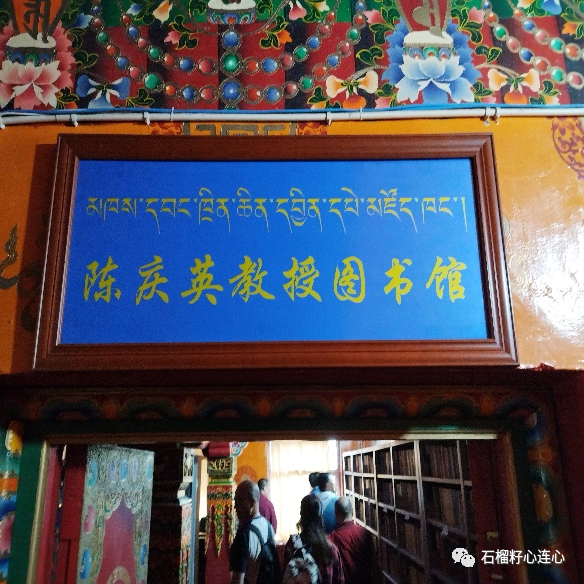 མཁས་དབང་ཁྲིན་ཆིན་དབྱིན་དཔེ་མཛོད་ཁང་།
陈庆英教授图书馆
石榴籽心连心